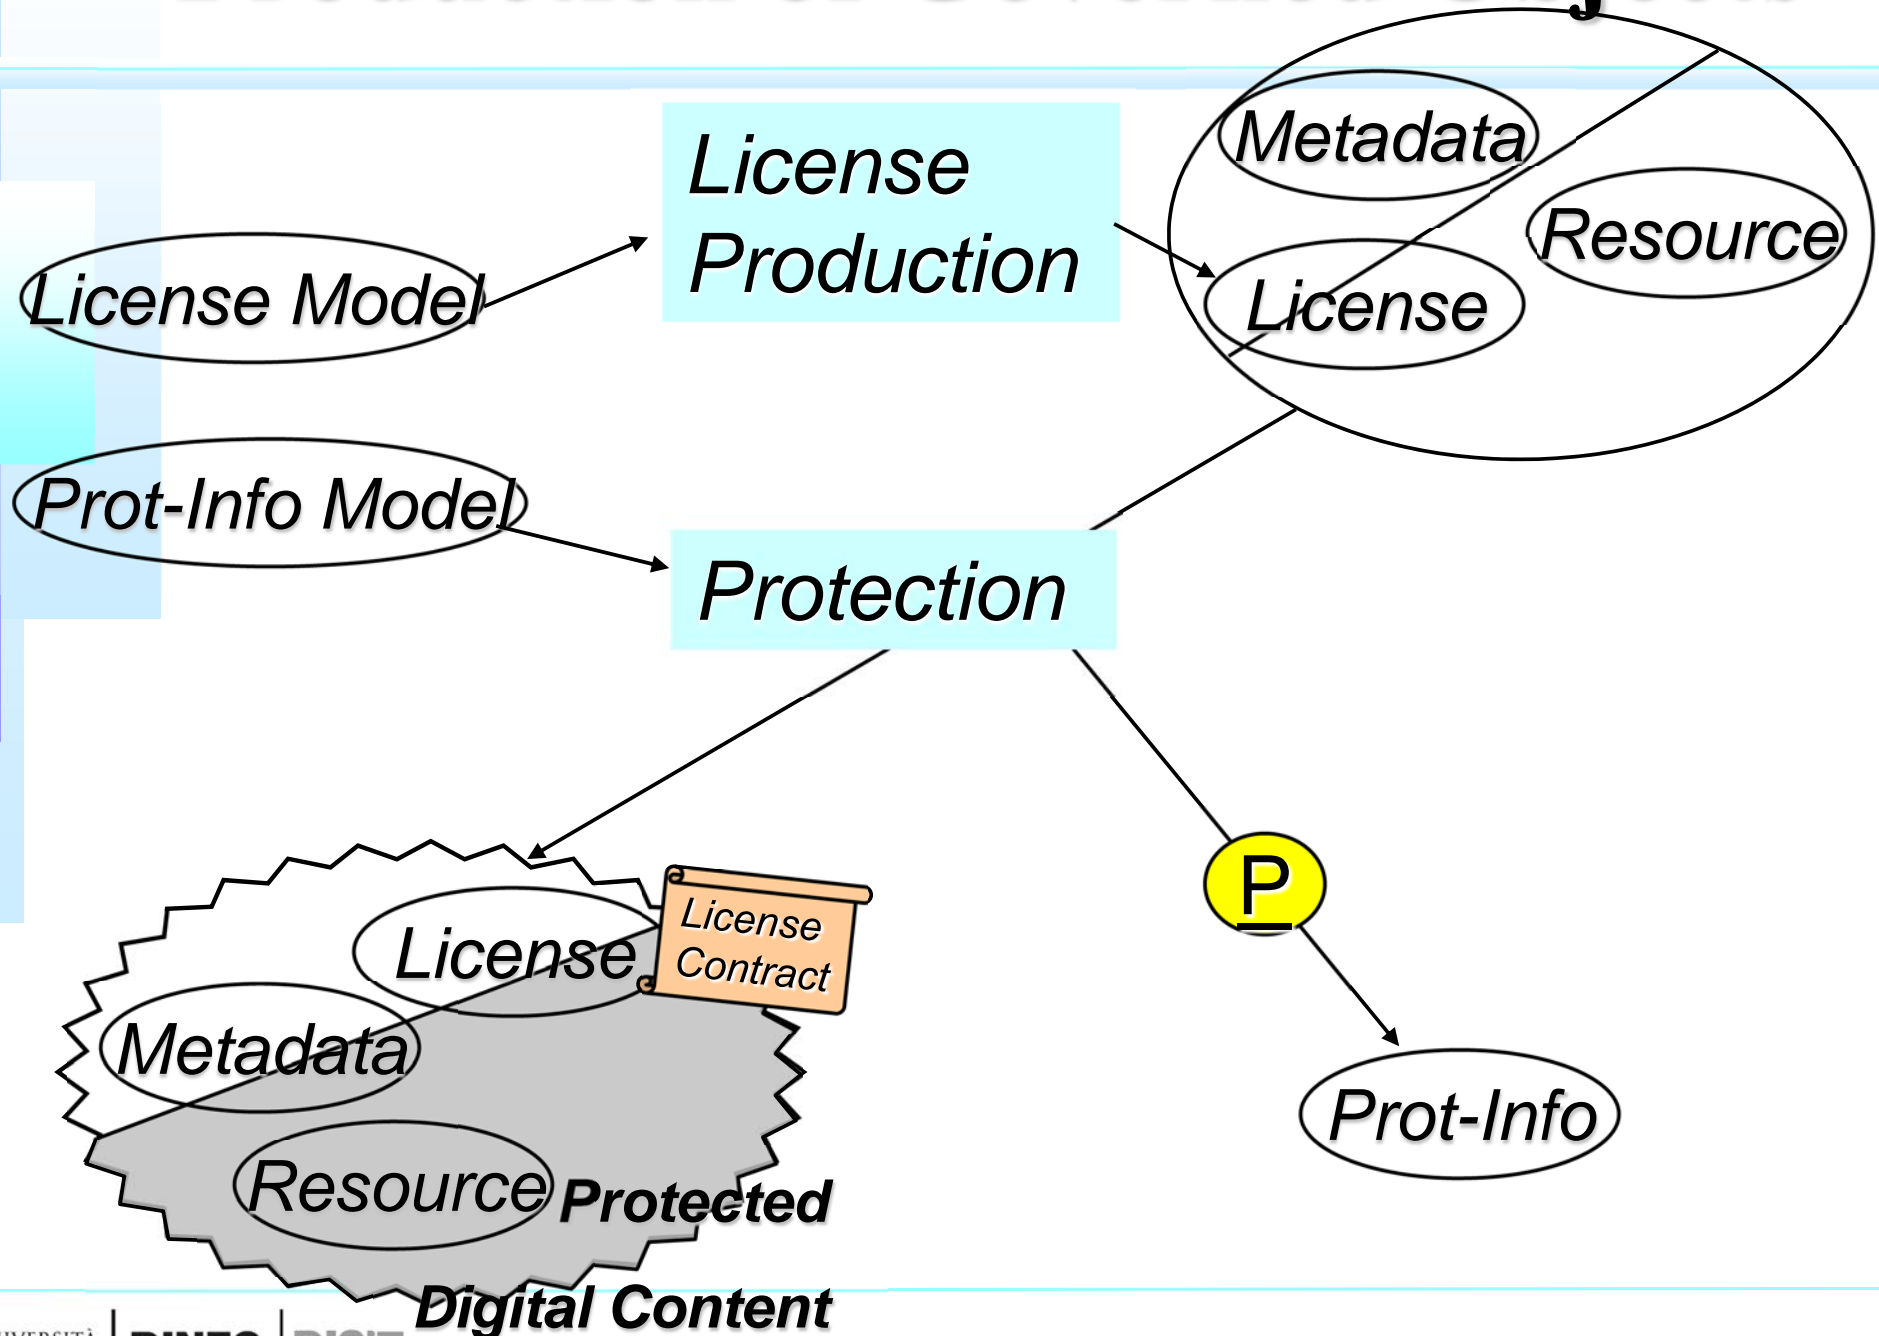 Metadata
License
Production
Resource
License Model
License
Prot-Info Model
Protection
P
License
Contract
License
Metadata
Prot-Info
Resource
Protected
Digital Content